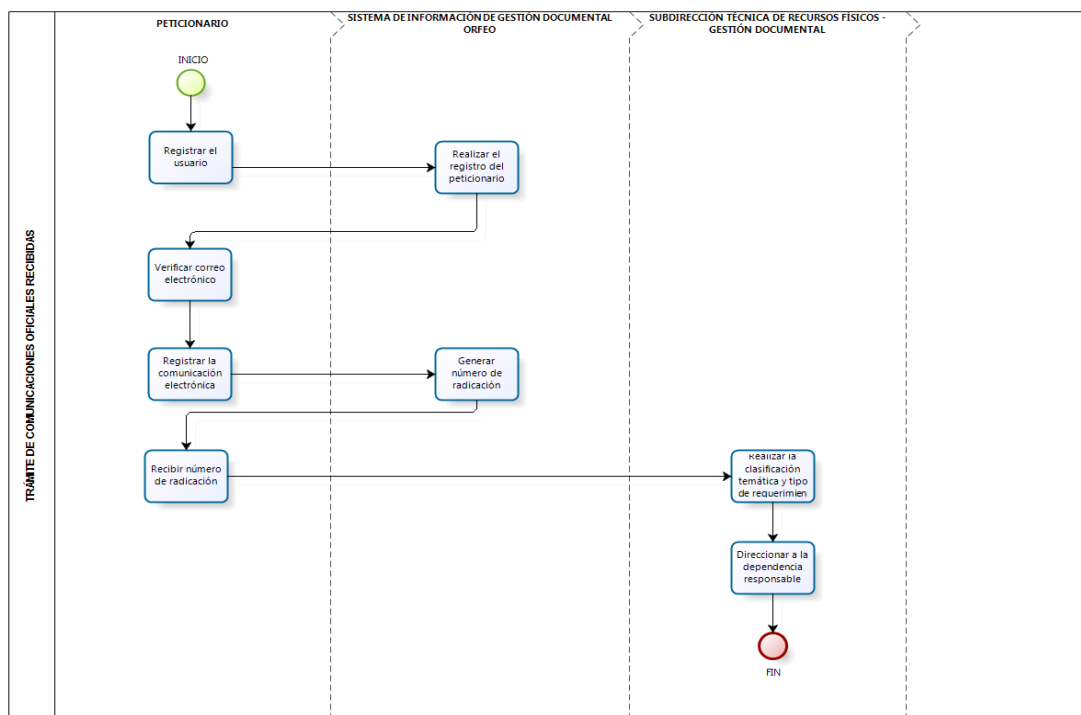 PETICIONARIO
SISTEMA DE INFORMACIÓN DE GESTIÓN DOCUMENTAL
ORFEO
SUBDIRECCIÓN TÉCNICA DE RECURSOS FÍSICOS -
GESTIÓN DOCUMENTAL
TRÁMITE DE COMUNICACIONES OFICIALES RECIBIDAS
INICIO
Registrar el
usuario
Realizar el
registro del
peticionario
Verificar correo
electrónico
Registrar la
comunicación
electrónica
Generar
número de
radicación
Recibir número
de radicación
Realizar la
clasificación
temática y tipo
de requerimien
Direccionar a la
dependencia
responsable
FIN